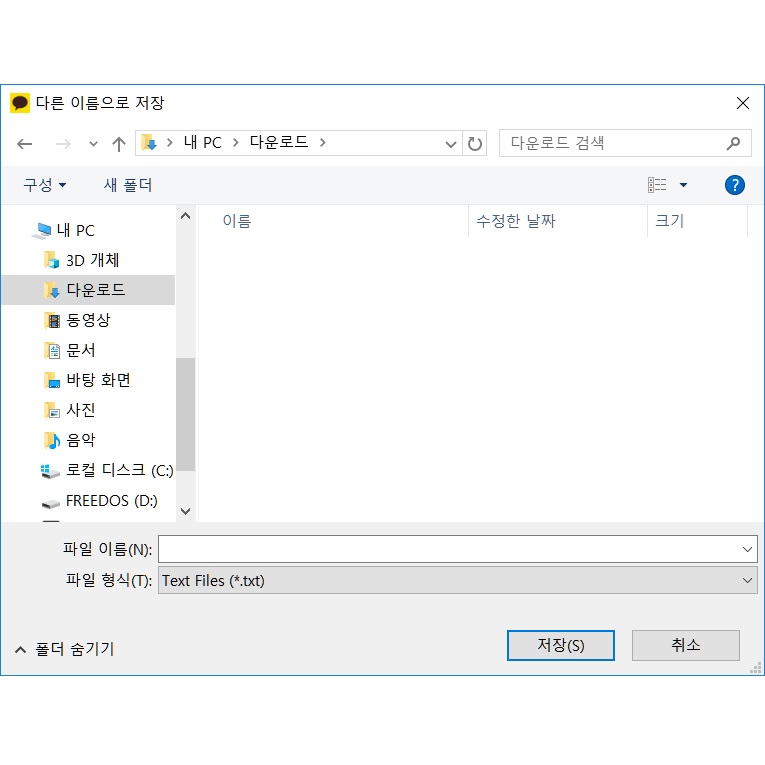 다른 이름으로 저장
내 PC 다운로드
다운로드 검색
구성 새 폴더
?
이름 수정한 날짜 크기
내 PC
3D 개체
다운로드
동영상
문서
바탕 화면
사진
음악
로컬 디스크 (C:)
FREEDOS (D:)
파일 이름(N):
파일 형식(T): Text Files (*.txt)
폴더 숨기기
저장(S) 취소